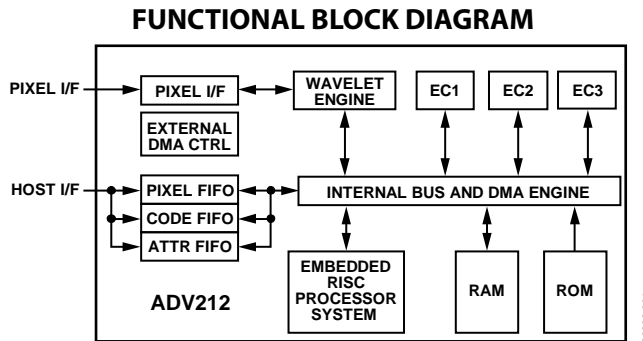 FUNCTIONAL BLOCK DIAGRAM
PIXEL I/F
PIXEL I/F
WAVELET
ENGINE
EC1
EC2
EC3
EXTERNAL
DMA CTRL
HOST I/F
PIXEL FIFO
CODE FIFO
ATTR FIFO
INTERNAL BUS AND DMA ENGINE
EMBEDDED
RISC
PROCESSOR
SYSTEM
RAM
ROM
ADV212